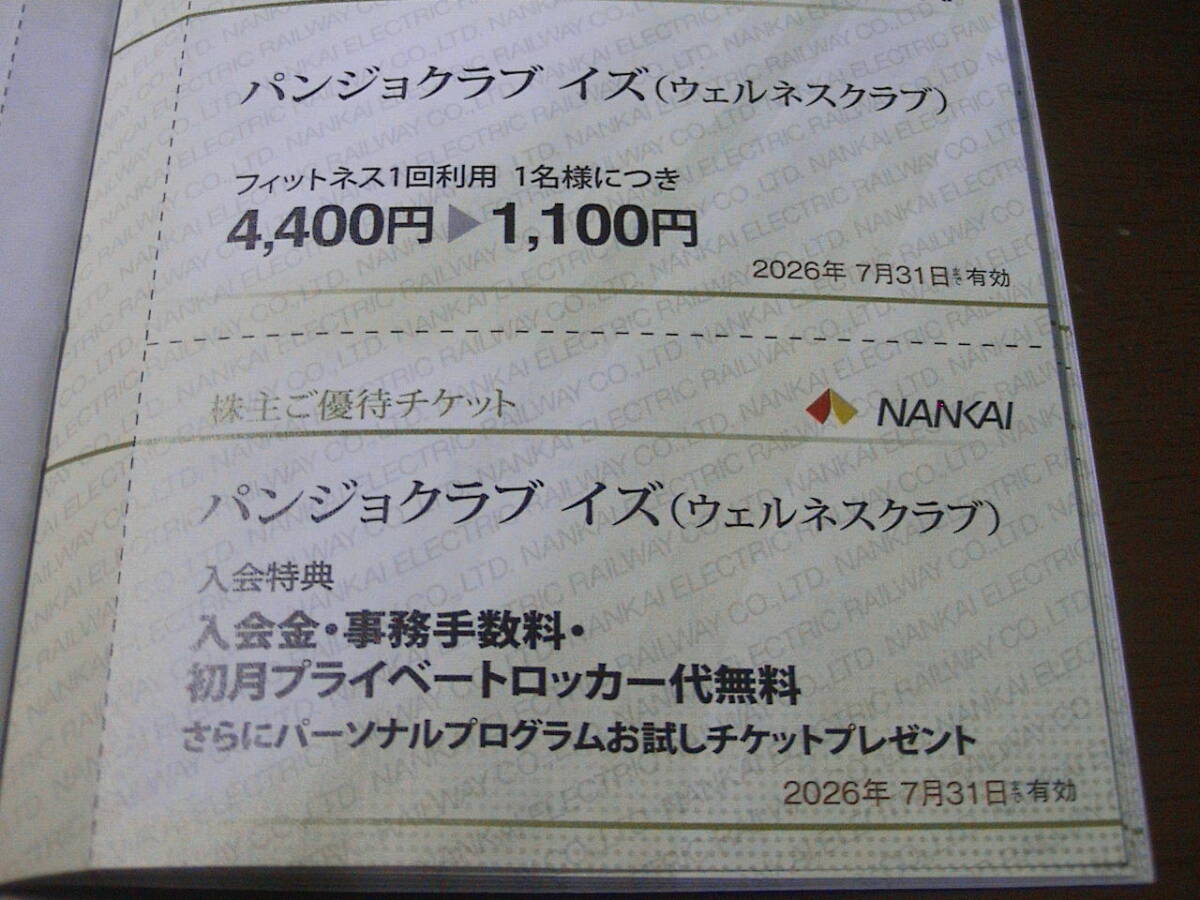 パンジョクラブ イズ(ウェルネスクラブ)
フィットネス1回利用 1名様につき
4,400円▶1,100円
2026年 7月31日まで有効
株主ご優待チケット
NANKAI
パンジョクラブ イズ(ウェルネスクラブ)
入会特典
入会金・事務手数料・
初月プライベートロッカー代無料
さらにパーソナルプログラムお試しチケットプレゼント
2026年 7月31日まで有効
NANKAI ELECTRIC RAILWAY CO.,LTD.